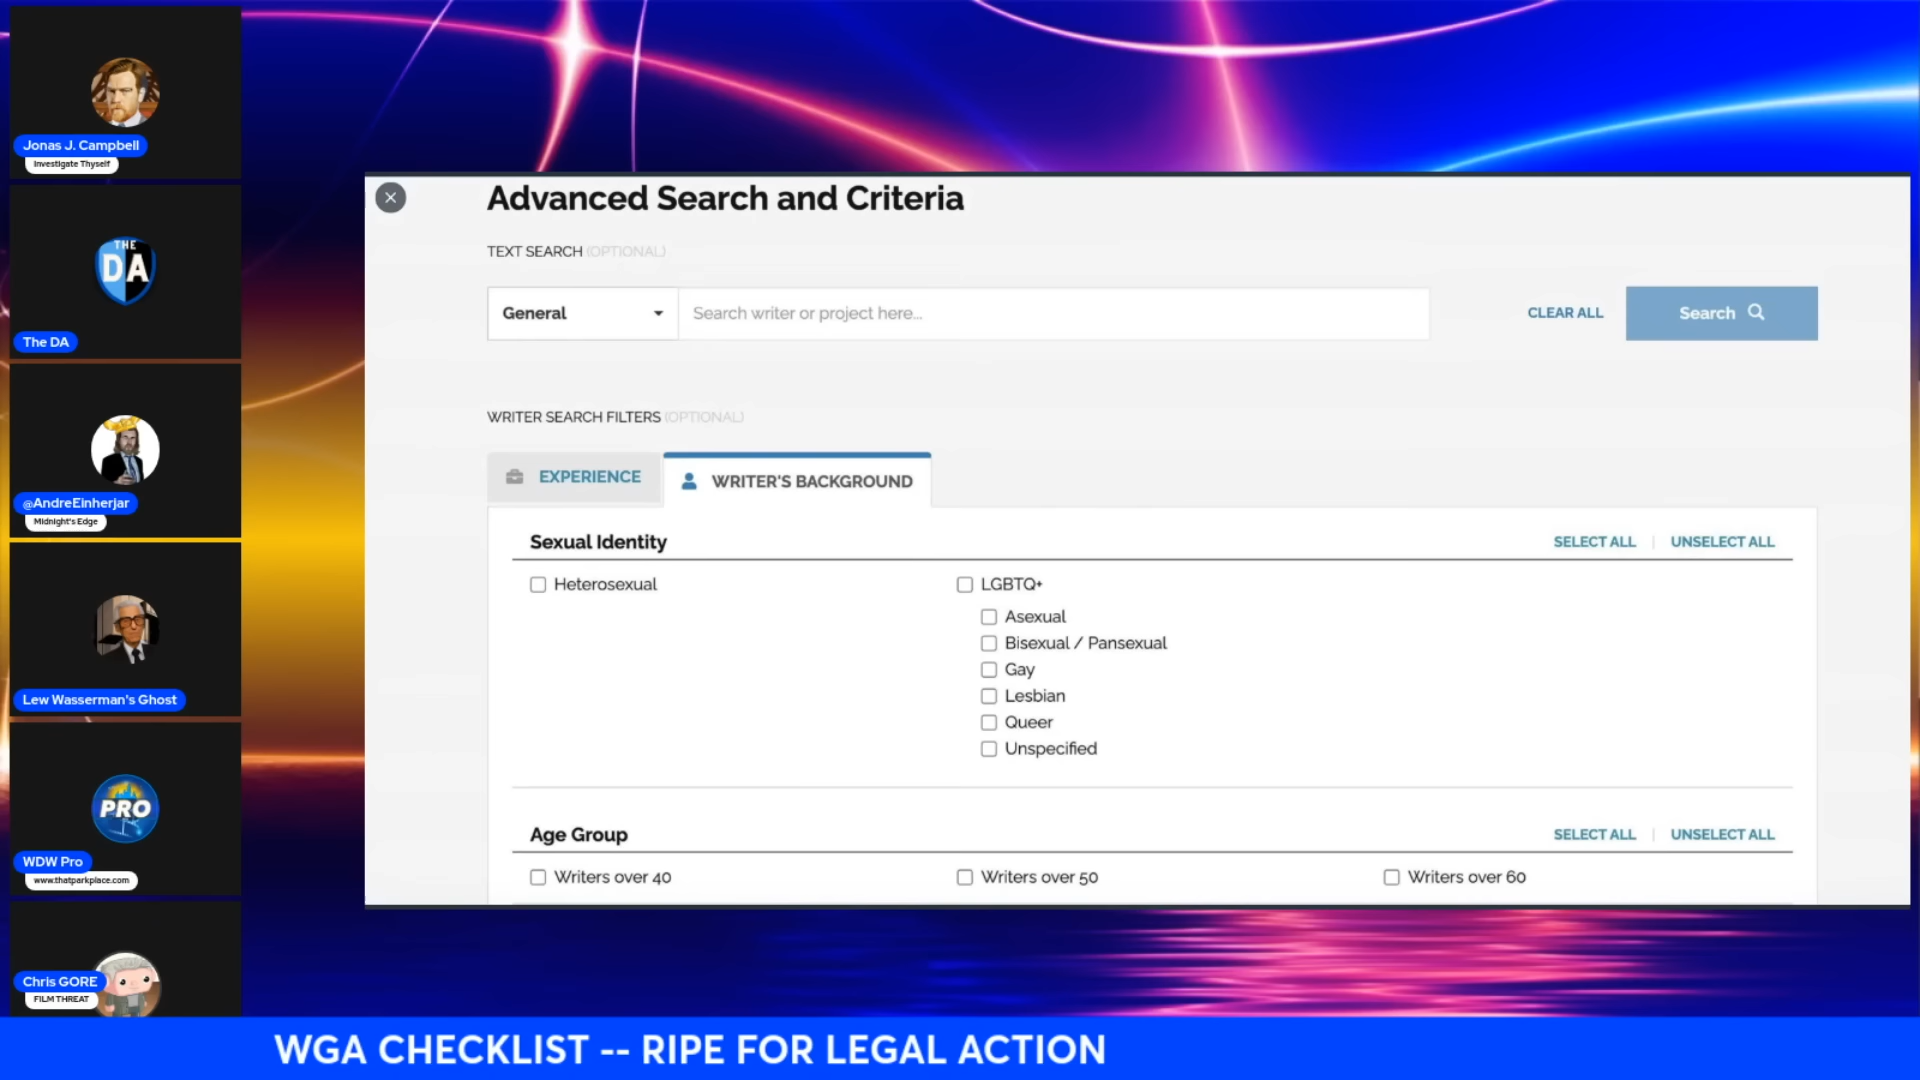 Jonas J. Campbell
Investigate Thyself
THE
DA
The DA
@AndreEinherjar
Midnight's Edge
Lew Wasserman's Ghost
PRO
WDW Pro
www.thatparkplace.com
Chris GORE
FILM THREAT
Advanced Search and Criteria
TEXT SEARCH (OPTIONAL)
General
Search writer or project here...
CLEAR ALL
Search
WRITER SEARCH FILTERS (OPTIONAL)
EXPERIENCE
WRITER'S BACKGROUND
Sexual Identity
SELECT ALL | UNSELECT ALL
Heterosexual
LGBTQ+
Asexual
Bisexual / Pansexual
Gay
Lesbian
Queer
Unspecified
Age Group
SELECT ALL | UNSELECT ALL
Writers over 40
Writers over 50
Writers over 60
WGA CHECKLIST -- RIPE FOR LEGAL ACTION